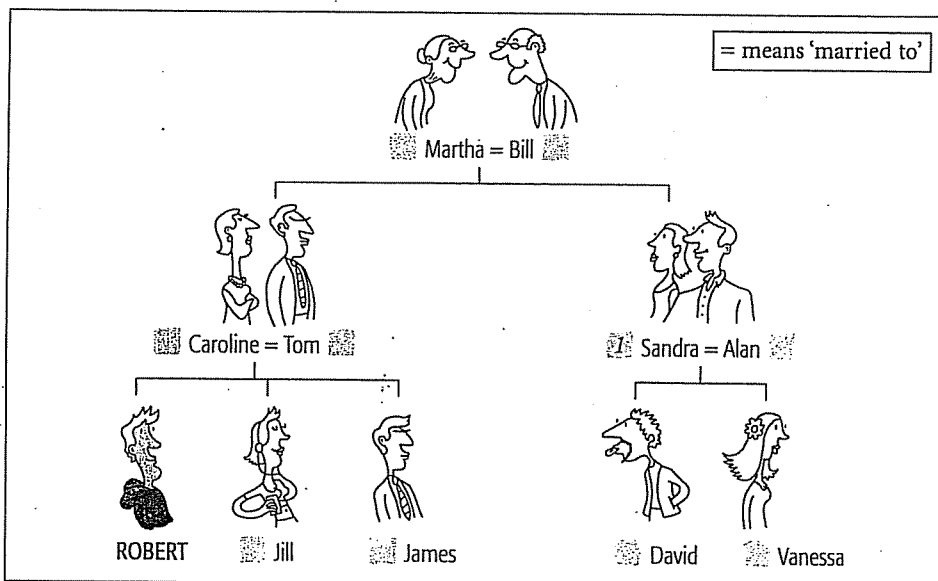 = means ‘married to’
Martha = Bill
Caroline = Tom
1 Sandra = Alan
ROBERT Jill James David Vanessa